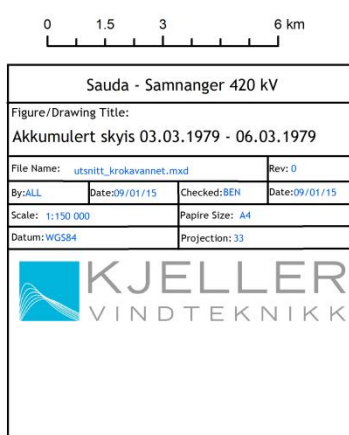 0 1.5 3 6 km
Sauda - Samnanger 420 kV
Figure/Drawing Title:
Akkumulert skyis 03.03.1979 - 06.03.1979
File Name: utsnitt_krokavannet.mxd Rev: 0
By:ALL Date:09/01/15 Checked:BEN Date:09/01/15
Scale: 1:150 000 Papire Size: A4
Datum:WGS84 Projection:33
KJELLER
VINDTEKNIKK